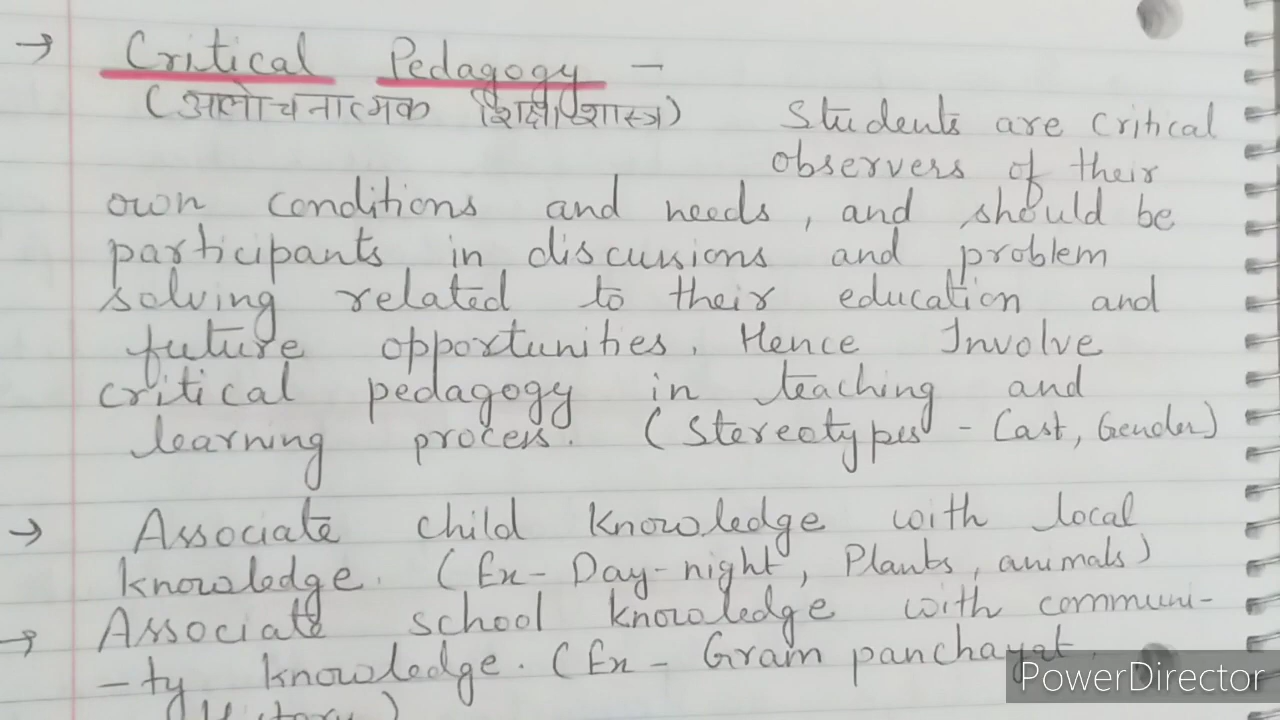 → Critical Pedagogy –
(आलोचनात्मक शिक्षाशास्त्र) Students are critical
observers of their
own conditions and needs, and should be
participants in discussions and problem
solving related to their education and
future opportunities. Hence Involve
critical pedagogy in teaching and
learning process. (Stereotypes - Cast, Gender)
→ Associate child knowledge with local
knowledge. (Ex- Day-night, Plants, animals)
→ Associate school knowledge with communi-
-ty knowledge. (Ex - Gram panchayat
PowerDirector